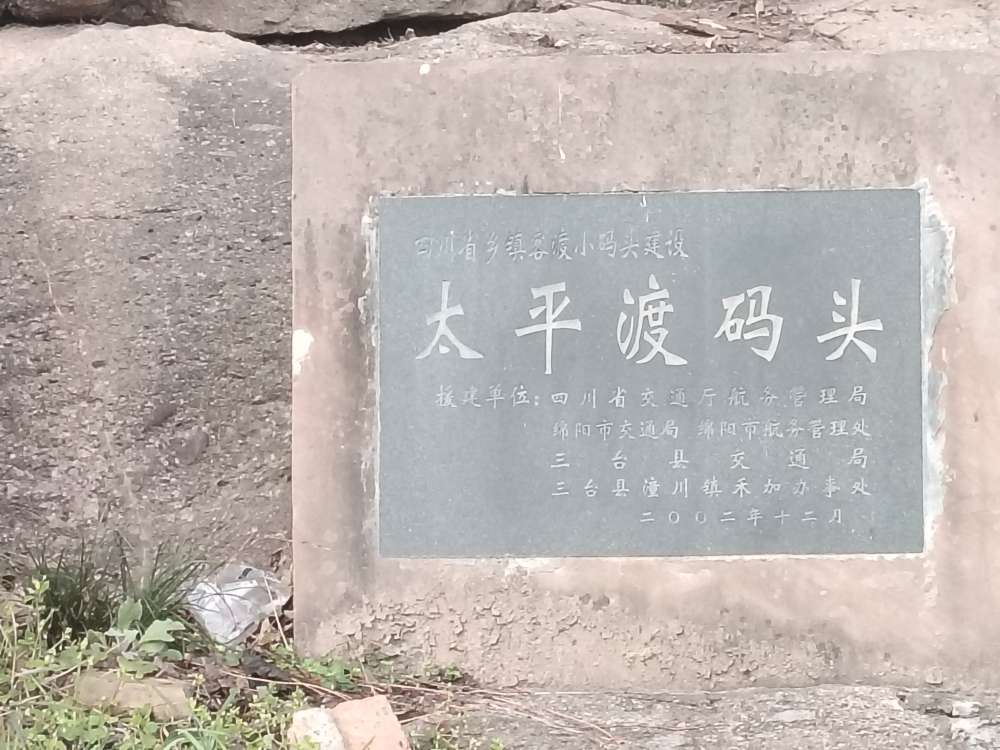 四川省乡镇客渡小码头建设
太平渡码头
援建单位：四川省交通厅航务管理局
绵阳市交通局 绵阳市航务管理处
三台县交通局
三台县潼川镇禾加办事处
二00二年十二月